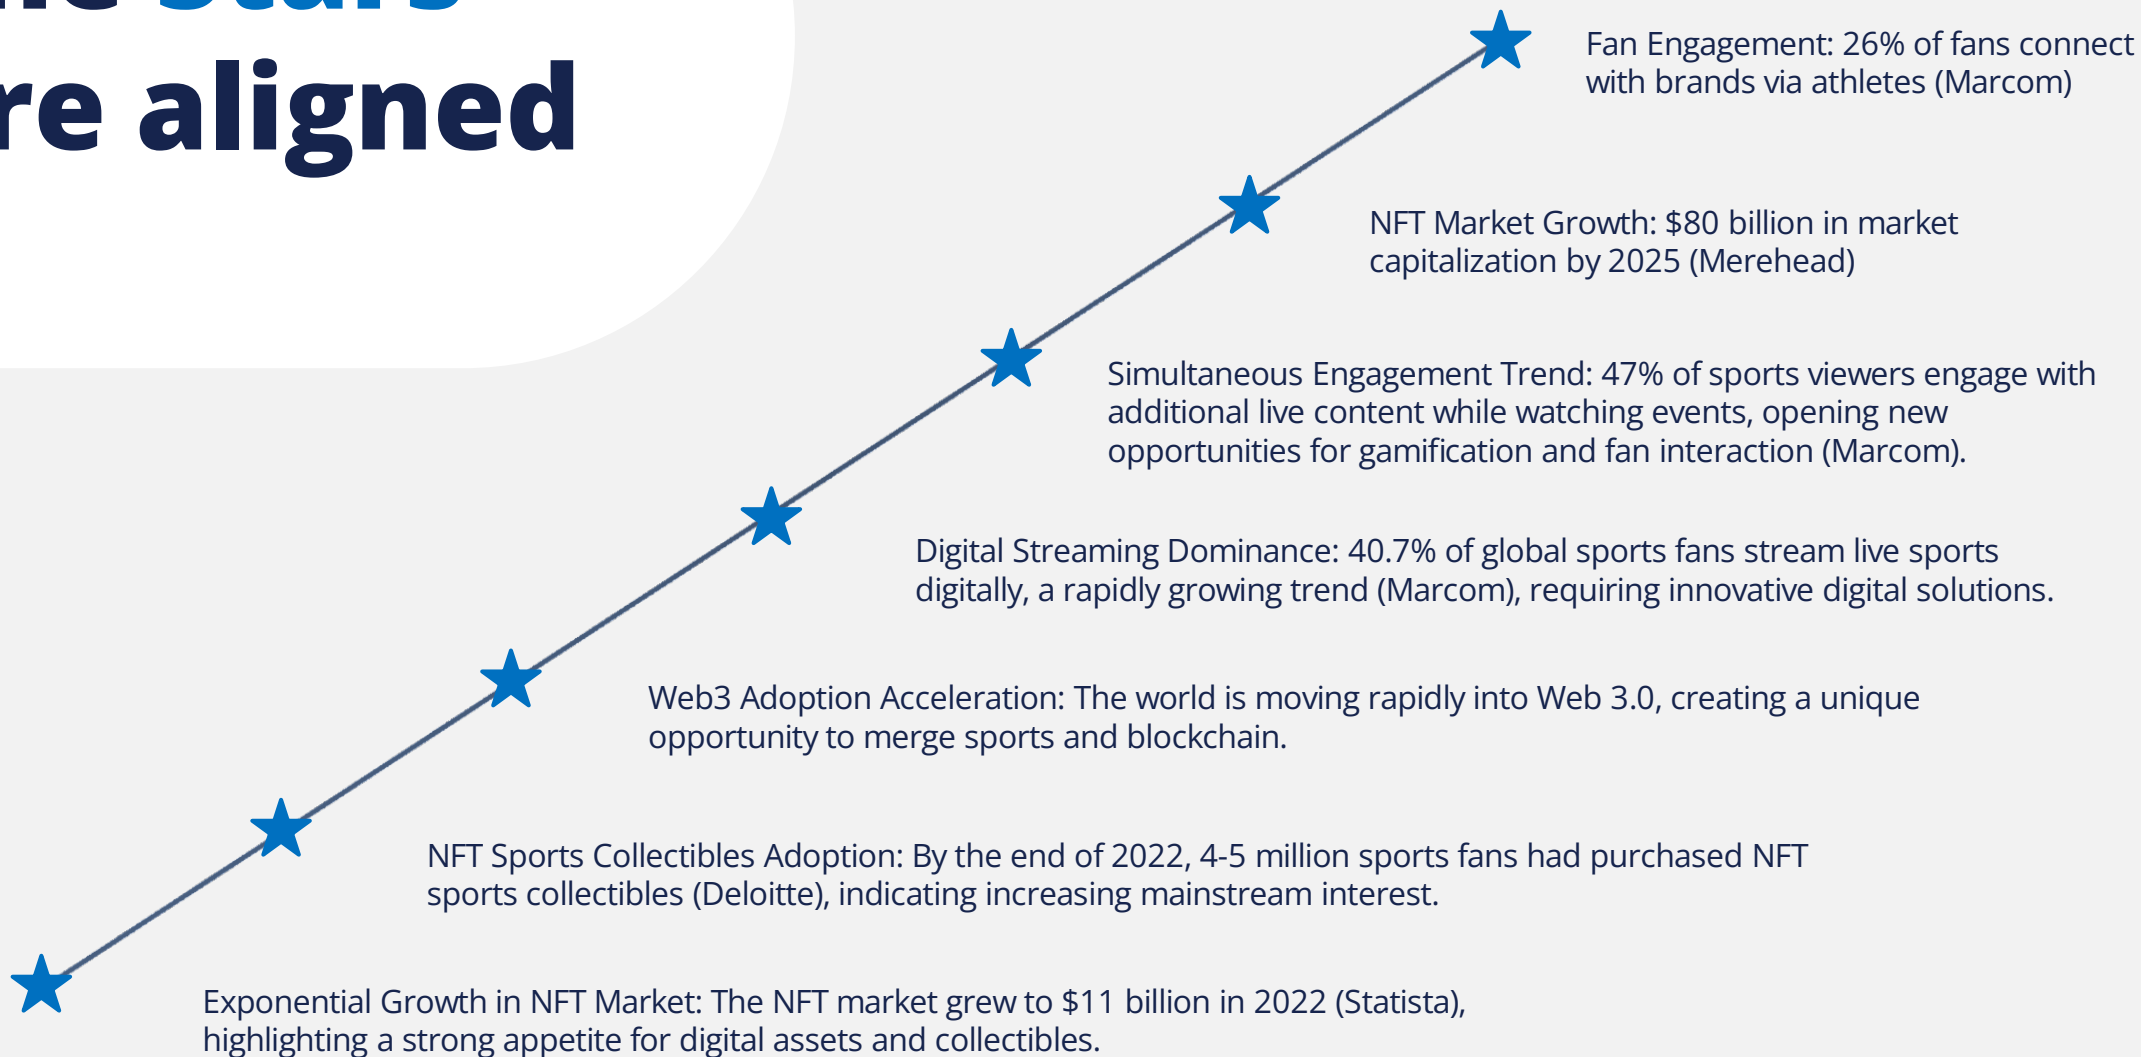 re aligned
Fan Engagement: 26% of fans connect
with brands via athletes (Marcom)
NFT Market Growth: $80 billion in market
capitalization by 2025 (Merehead)
Simultaneous Engagement Trend: 47% of sports viewers engage with
additional live content while watching events, opening new
opportunities for gamification and fan interaction (Marcom).
Digital Streaming Dominance: 40.7% of global sports fans stream live sports
digitally, a rapidly growing trend (Marcom), requiring innovative digital solutions.
Web3 Adoption Acceleration: The world is moving rapidly into Web 3.0, creating a unique
opportunity to merge sports and blockchain.
NFT Sports Collectibles Adoption: By the end of 2022, 4-5 million sports fans had purchased NFT
sports collectibles (Deloitte), indicating increasing mainstream interest.
Exponential Growth in NFT Market: The NFT market grew to $11 billion in 2022 (Statista),
highlighting a strong appetite for digital assets and collectibles.